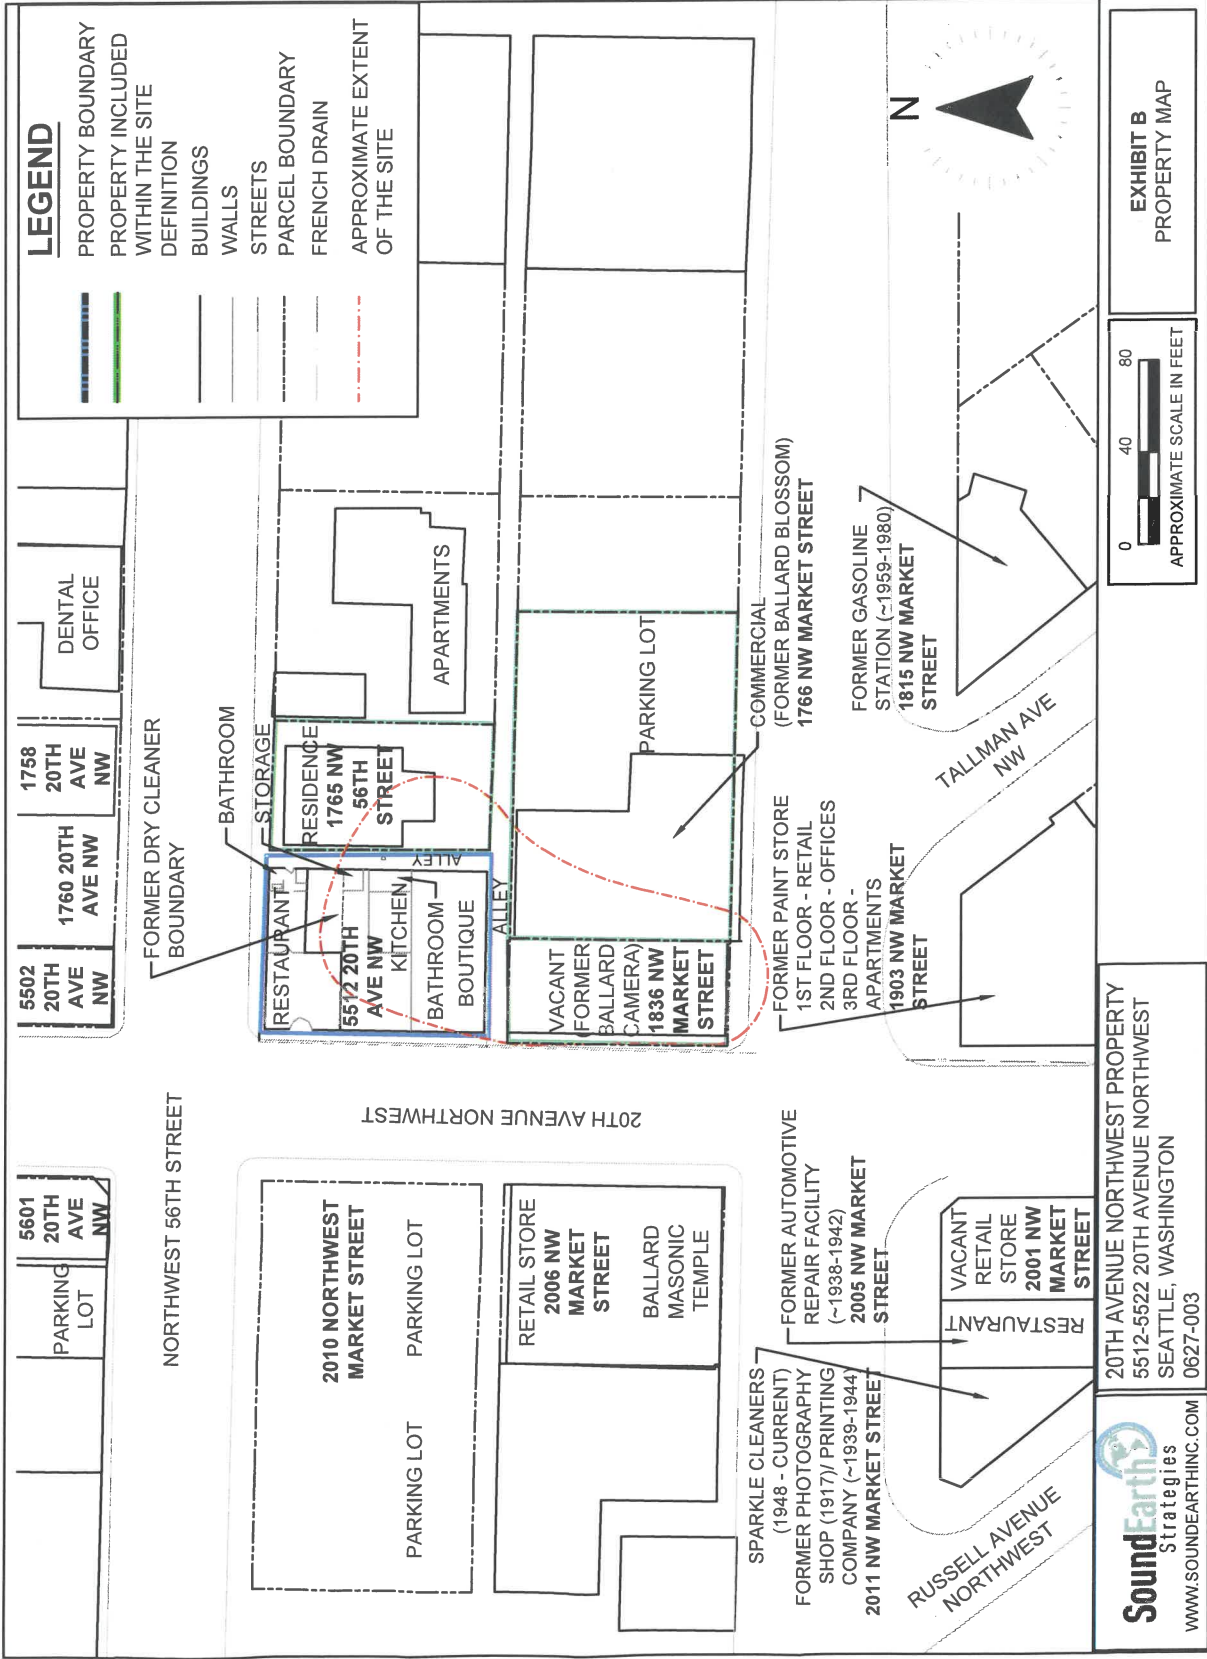 LEGEND
PROPERTY BOUNDARY
PROPERTY INCLUDED
WITHIN THE SITE
DEFINITION
BUILDINGS
WALLS
STREETS
PARCEL BOUNDARY
FRENCH DRAIN
APPROXIMATE EXTENT
OF THE SITE
PARKING
LOT
5601
20TH
AVE
NW
5502
20TH
AVE
NW
1760 20TH
AVE NW
1758
20TH
AVE
NW
DENTAL
OFFICE
NORTHWEST 56TH STREET
FORMER DRY CLEANER
BOUNDARY
BATHROOM
STORAGE
2010 NORTHWEST
MARKET STREET
PARKING LOT
PARKING LOT
20TH AVENUE NORTHWEST
RESTAURANT
5512 20TH
AVE NW
KITCHEN
BATHROOM
BOUTIQUE
ALLEY
RESIDENCE
1765 NW
56TH
STREET
APARTMENTS
ALLEY
RETAIL STORE
2006 NW
MARKET
STREET
BALLARD
MASONIC
TEMPLE
VACANT
(FORMER
BALLARD
CAMERA)
1836 NW
MARKET
STREET
PARKING LOT
COMMERCIAL
(FORMER BALLARD BLOSSOM)
1766 NW MARKET STREET
SPARKLE CLEANERS
(1948 - CURRENT)
FORMER PHOTOGRAPHY
SHOP (1917)/ PRINTING
COMPANY (~1939-1944)
2011 NW MARKET STREET
FORMER AUTOMOTIVE
REPAIR FACILITY
(~1938-1942)
2005 NW MARKET
STREET
FORMER PAINT STORE
1ST FLOOR - RETAIL
2ND FLOOR - OFFICES
3RD FLOOR -
APARTMENTS
1903 NW MARKET
STREET
FORMER GASOLINE
STATION (~1959-1980)
1815 NW MARKET
STREET
RUSSELL AVENUE
NORTHWEST
RESTAURANT
VACANT
RETAIL
STORE
2001 NW
MARKET
STREET
TALLMAN AVE
NW
N
SoundEarth
Strategies
WWW.SOUNDEARTHINC.COM
20TH AVENUE NORTHWEST PROPERTY
5512-5522 20TH AVENUE NORTHWEST
SEATTLE, WASHINGTON
0627-003
0 40 80
APPROXIMATE SCALE IN FEET
EXHIBIT B
PROPERTY MAP